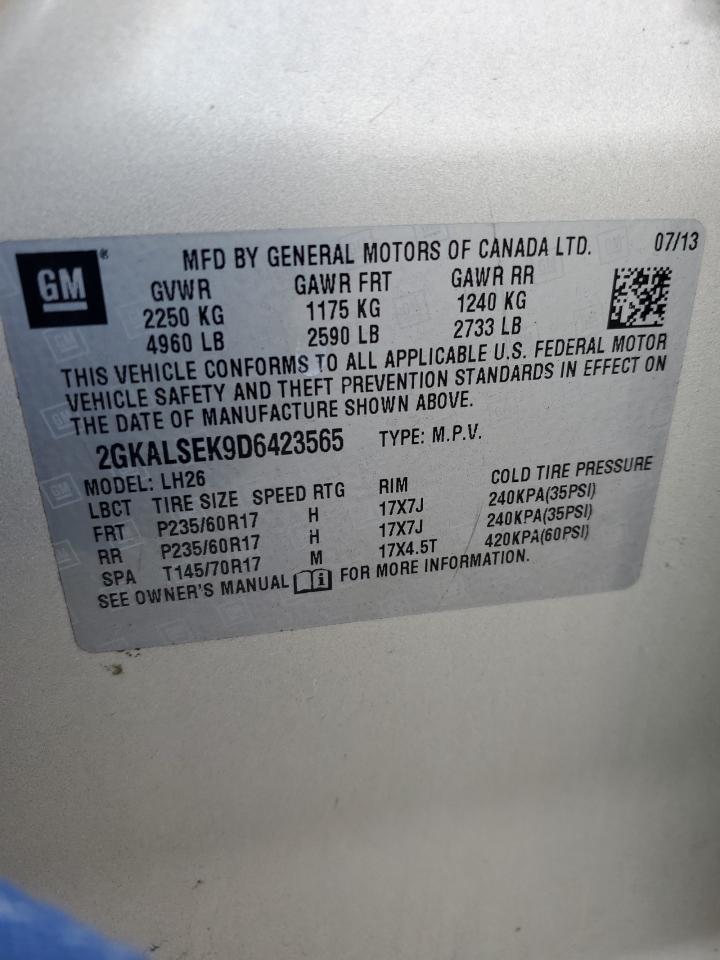 GM ® MFD BY GENERAL MOTORS OF CANADA LTD. 07/13
GVWR GAWR FRT GAWR RR
2250 KG 1175 KG 1240 KG
4960 LB 2590 LB 2733 LB
THIS VEHICLE CONFORMS TO ALL APPLICABLE U.S. FEDERAL MOTOR
VEHICLE SAFETY AND THEFT PREVENTION STANDARDS IN EFFECT ON
THE DATE OF MANUFACTURE SHOWN ABOVE.
2GKALSEK9D6423565 TYPE: M.P.V.
MODEL: LH26
LBCT TIRE SIZE SPEED RTG RIM COLD TIRE PRESSURE
FRT P235/60R17 H 17X7J 240KPA(35PSI)
RR P235/60R17 H 17X7J 240KPA(35PSI)
SPA T145/70R17 M 17X4.5T 420KPA(60PSI)
SEE OWNER'S MANUAL i FOR MORE INFORMATION.